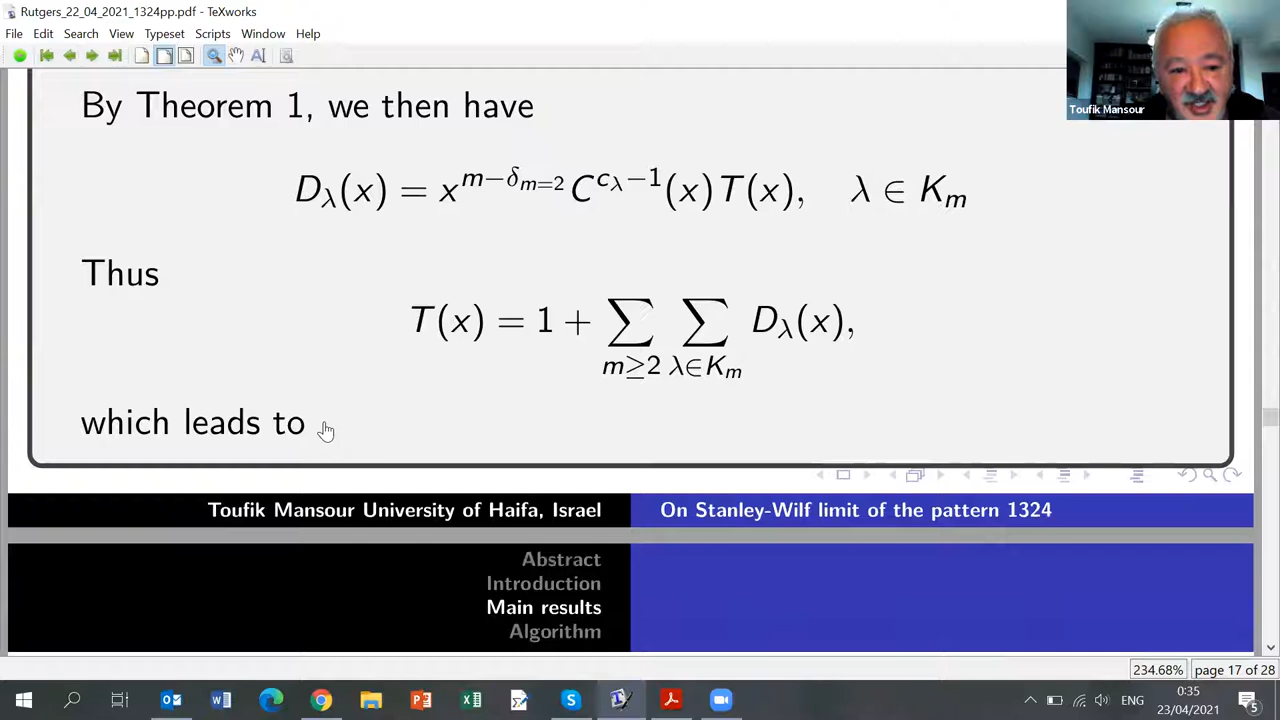 Rutgers_22_04_2021_1324pp.pdf - TeXworks
File Edit Search View Typeset Scripts Window Help
Toufik Mansour
By Theorem 1, we then have
D_λ(x) = x^{m−δ_{m=2}} C^{c_λ−1}(x)T(x), λ ∈ K_m
Thus
T(x) = 1 + ∑_{m≥2} ∑_{λ∈K_m} D_λ(x),
which leads to
Toufik Mansour University of Haifa, Israel On Stanley-Wilf limit of the pattern 1324
Abstract
Introduction
Main results
Algorithm
234.68% page 17 of 28
ENG
0:35
23/04/2021
5